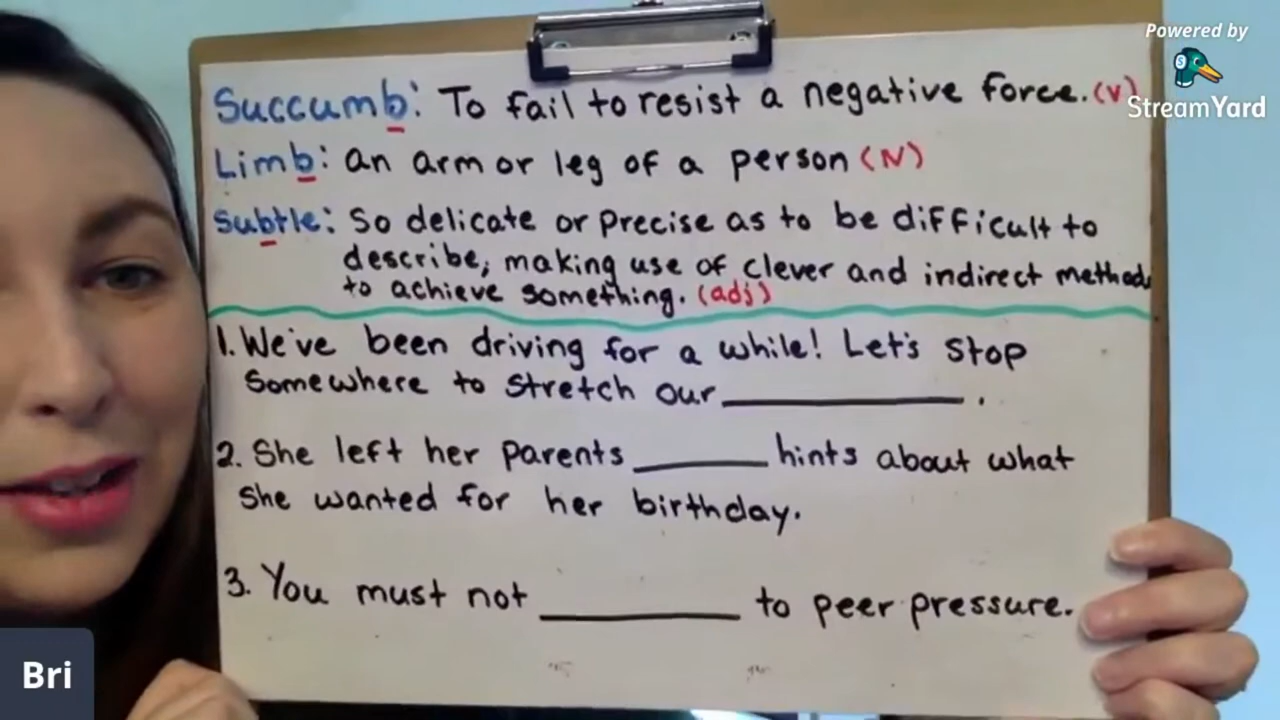 Powered by
StreamYard
Succumb: To fail to resist a negative force. (V)
Limb: an arm or leg of a person (N)
Subtle: So delicate or precise as to be difficult to
describe, making use of clever and indirect methods
to achieve something. (adj)
1. We've been driving for a while! Let's stop
somewhere to stretch our __________.
2. She left her parents ______ hints about what
she wanted for her birthday.
3. You must not ________ to peer pressure.
Bri